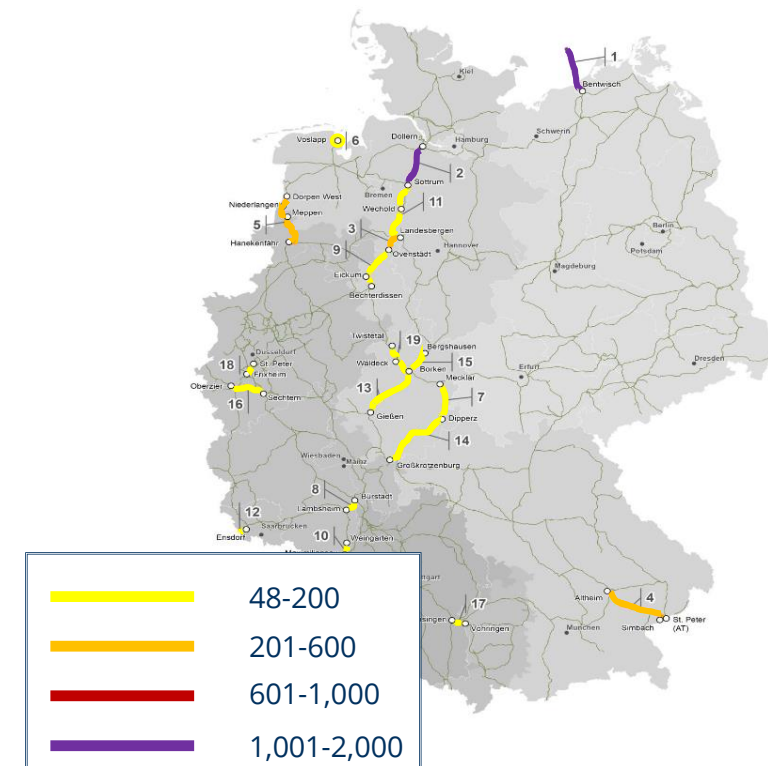 1
Kiel
Bentwisch
Schwerin
Dollern
Hamburg
Voslapp
6
2
Sottrum
Bremen
Dörpen West
Niederlangen
Wechold
11
Meppen
5
3
Landesbergen
Berlin
Hanekenfähr
9
Hannover
Potsdam
Ovenstädt
Eickum
Magdeburg
Bechterdissen
Twistetal
19
Bergshausen
Düsseldorf
18
St. Peter
Waldeck
15
Dresden
Borken
Erfurt
Frixheim
Mecklar
Oberzier
13
7
Sechtem
16
Gießen
Dipperz
14
Wiesbaden
Mainz
Großkrotzenburg
8
Bürstadt
Lambsheim
12
Saarbrücken
Ensdorf
10
Weingarten
Altheim
4
17
St. Peter
(AT)
Simbach
Vöhringen
München
48-200
201-600
601-1,000
1,001-2,000